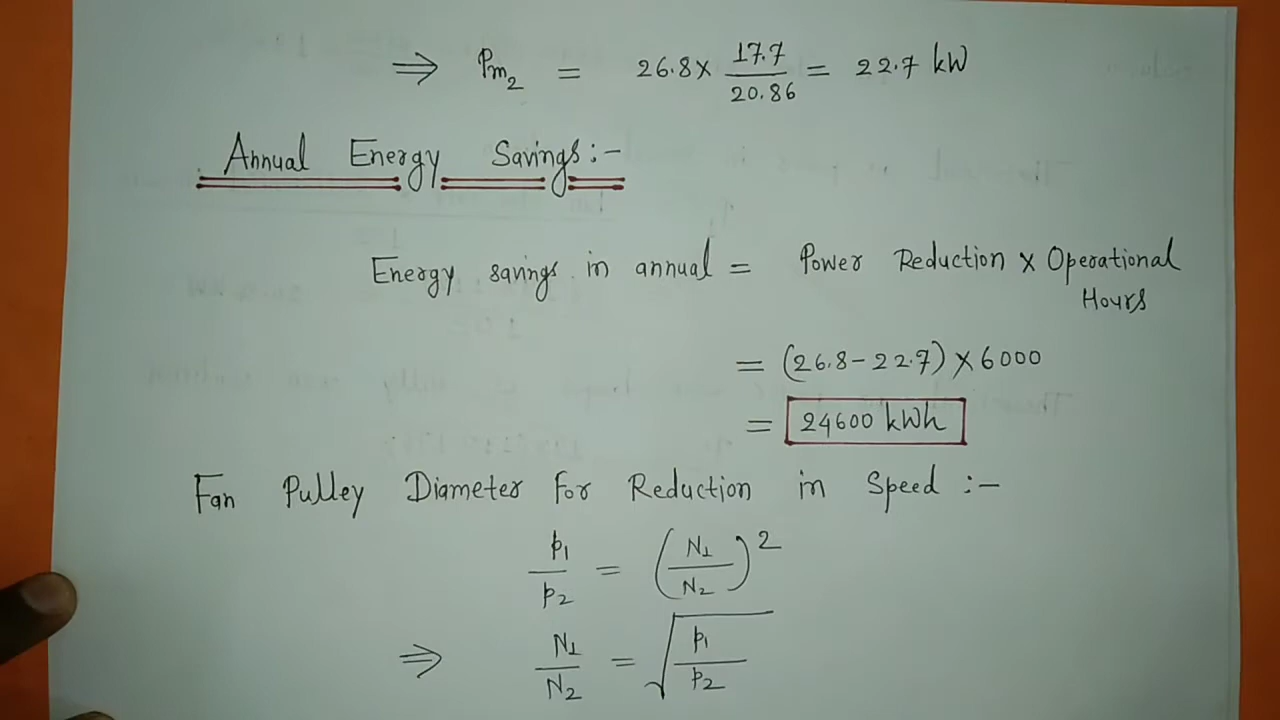 ⇒ Pm₂ = 26.8 × 17.7/20.86 = 22.7 kW
Annual Energy Savings:-
Energy savings in annual = Power Reduction × Operational
Hours
= (26.8-22.7) × 6000
= 24600 kWh
Fan Pulley Diameter For Reduction in Speed :-
p₁/p₂ = (N₁/N₂)²
⇒ N₁/N₂ = √(p₁/p₂)